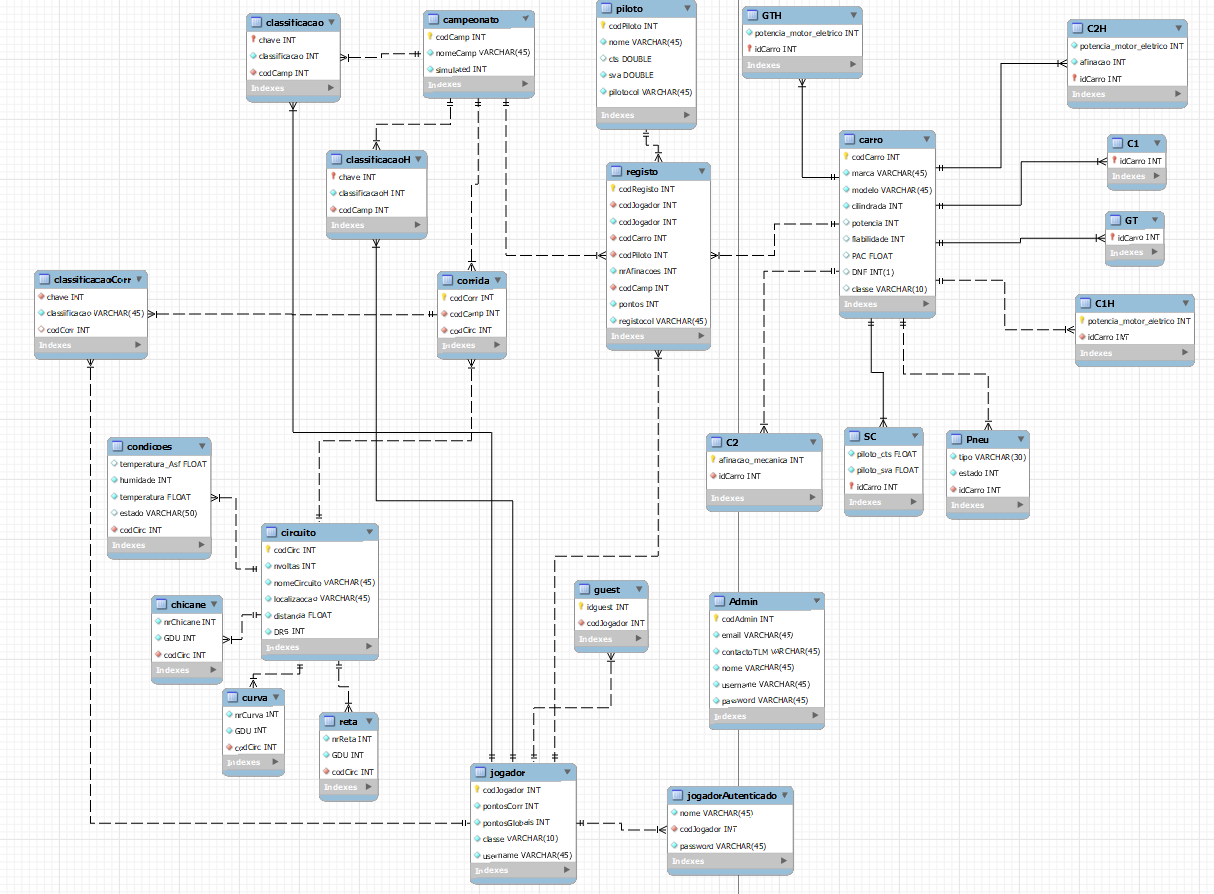 classificacao
chave INT
classificacao INT
codCamp INT
Indexes
campeonato
codCamp INT
nomeCamp VARCHAR(45)
simulated INT
Indexes
piloto
codPiloto INT
nome VARCHAR(45)
cts DOUBLE
sva DOUBLE
pilotocol VARCHAR(45)
Indexes
GTH
potencia_motor_eletrico INT
idCarro INT
Indexes
C2H
potencia_motor_eletrico INT
afinacao INT
idCarro INT
Indexes
classificacaoH
chave INT
classificacaoH INT
codCamp INT
Indexes
registo
codRegisto INT
codJogador INT
codJogador INT
codCarro INT
codPiloto INT
nrAfinacoes INT
codCamp INT
pontos INT
registocol VARCHAR(45)
Indexes
carro
codCarro INT
marca VARCHAR(45)
modelo VARCHAR(45)
cilindrada INT
potencia INT
fiabilidade INT
PAC FLOAT
DNF INT(1)
classe VARCHAR(10)
Indexes
C1
idCarro INT
Indexes
GT
idCarro INT
Indexes
classificacaoCorr
chave INT
classificacao VARCHAR(45)
codCorr INT
Indexes
corrida
codCorr INT
codCamp INT
codCirc INT
Indexes
C1H
potencia_motor_eletrico INT
idCarro INT
Indexes
condicoes
temperatura_Asf FLOAT
humidade INT
temperatura FLOAT
estado VARCHAR(50)
codCirc INT
Indexes
C2
afinacao_mecanica INT
idCarro INT
Indexes
SC
piloto_cts FLOAT
piloto_sva FLOAT
idCarro INT
Indexes
Pneu
tipo VARCHAR(30)
estado INT
idCarro INT
Indexes
circuito
codCirc INT
nvoltas INT
nomeCircuito VARCHAR(45)
localizaocao VARCHAR(45)
distancia FLOAT
DRS INT
Indexes
chicane
nrChicane INT
GDU INT
codCirc INT
Indexes
guest
idguest INT
codJogador INT
Indexes
Admin
codAdmin INT
email VARCHAR(45)
contactoTLM VARCHAR(45)
nome VARCHAR(45)
username VARCHAR(45)
password VARCHAR(45)
Indexes
curva
nrCurva INT
GDU INT
codCirc INT
Indexes
reta
nrReta INT
GDU INT
codCirc INT
Indexes
jogador
codJogador INT
pontosCorr INT
pontosGlobais INT
classe VARCHAR(10)
username VARCHAR(45)
Indexes
jogadorAutenticado
nome VARCHAR(45)
codJogador INT
password VARCHAR(45)
Indexes